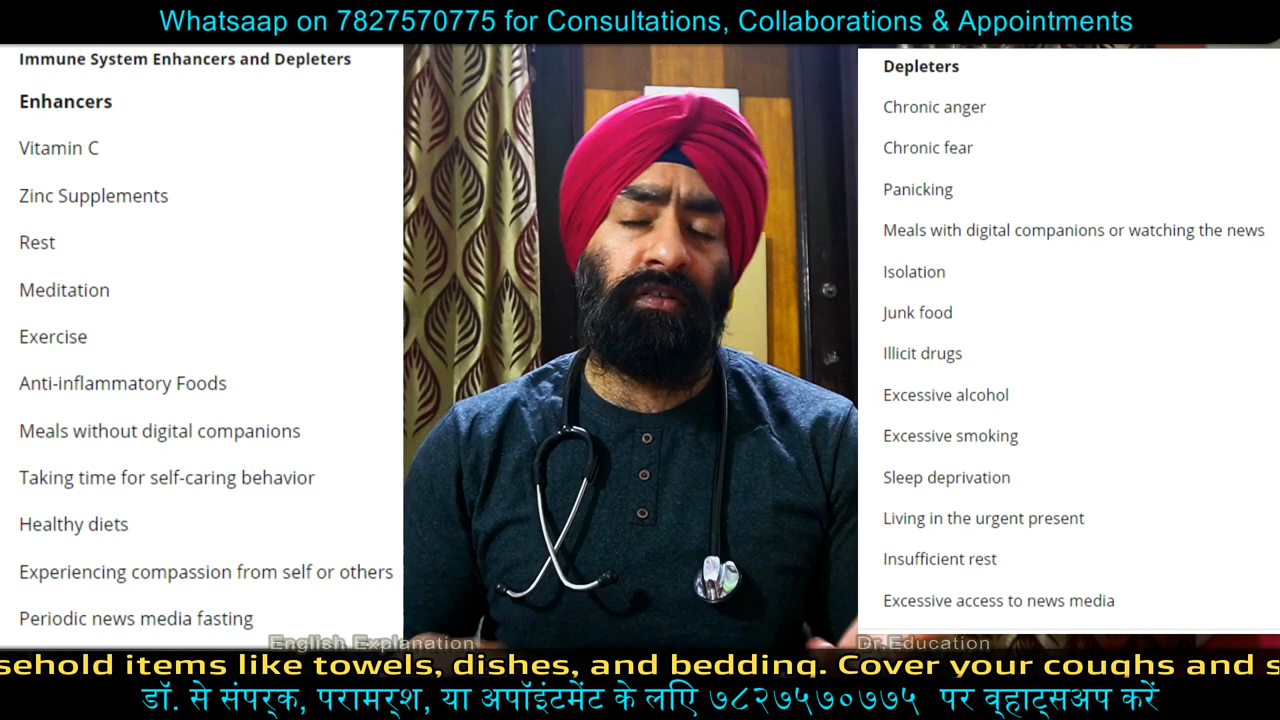 Whatsaap on 7827570775 for Consultations, Collaborations & Appointments
Immune System Enhancers and Depleters
Enhancers
Vitamin C
Zinc Supplements
Rest
Meditation
Exercise
Anti-inflammatory Foods
Meals without digital companions
Taking time for self-caring behavior
Healthy diets
Experiencing compassion from self or others
Periodic news media fasting
Depleters
Chronic anger
Chronic fear
Panicking
Meals with digital companions or watching the news
Isolation
Junk food
Illicit drugs
Excessive alcohol
Excessive smoking
Sleep deprivation
Living in the urgent present
Insufficient rest
Excessive access to news media
English Explanation
Dr.Education
sehold items like towels, dishes, and bedding. Cover your coughs and s
डॉ. से संपर्क, परामर्श, या अपॉइंटमेंट के लिए ७८२७५७०७७५ पर व्हाट्सअप करें